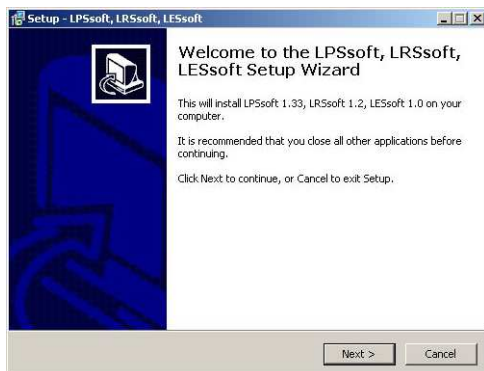 Setup - LPSsoft, LRSsoft, LESsoft
Welcome to the LPSsoft, LRSsoft,
LESsoft Setup Wizard
This will install LPSsoft 1.33, LRSsoft 1.2, LESsoft 1.0 on your
computer.
It is recommended that you close all other applications before
continuing.
Click Next to continue, or Cancel to exit Setup.
Next >
Cancel